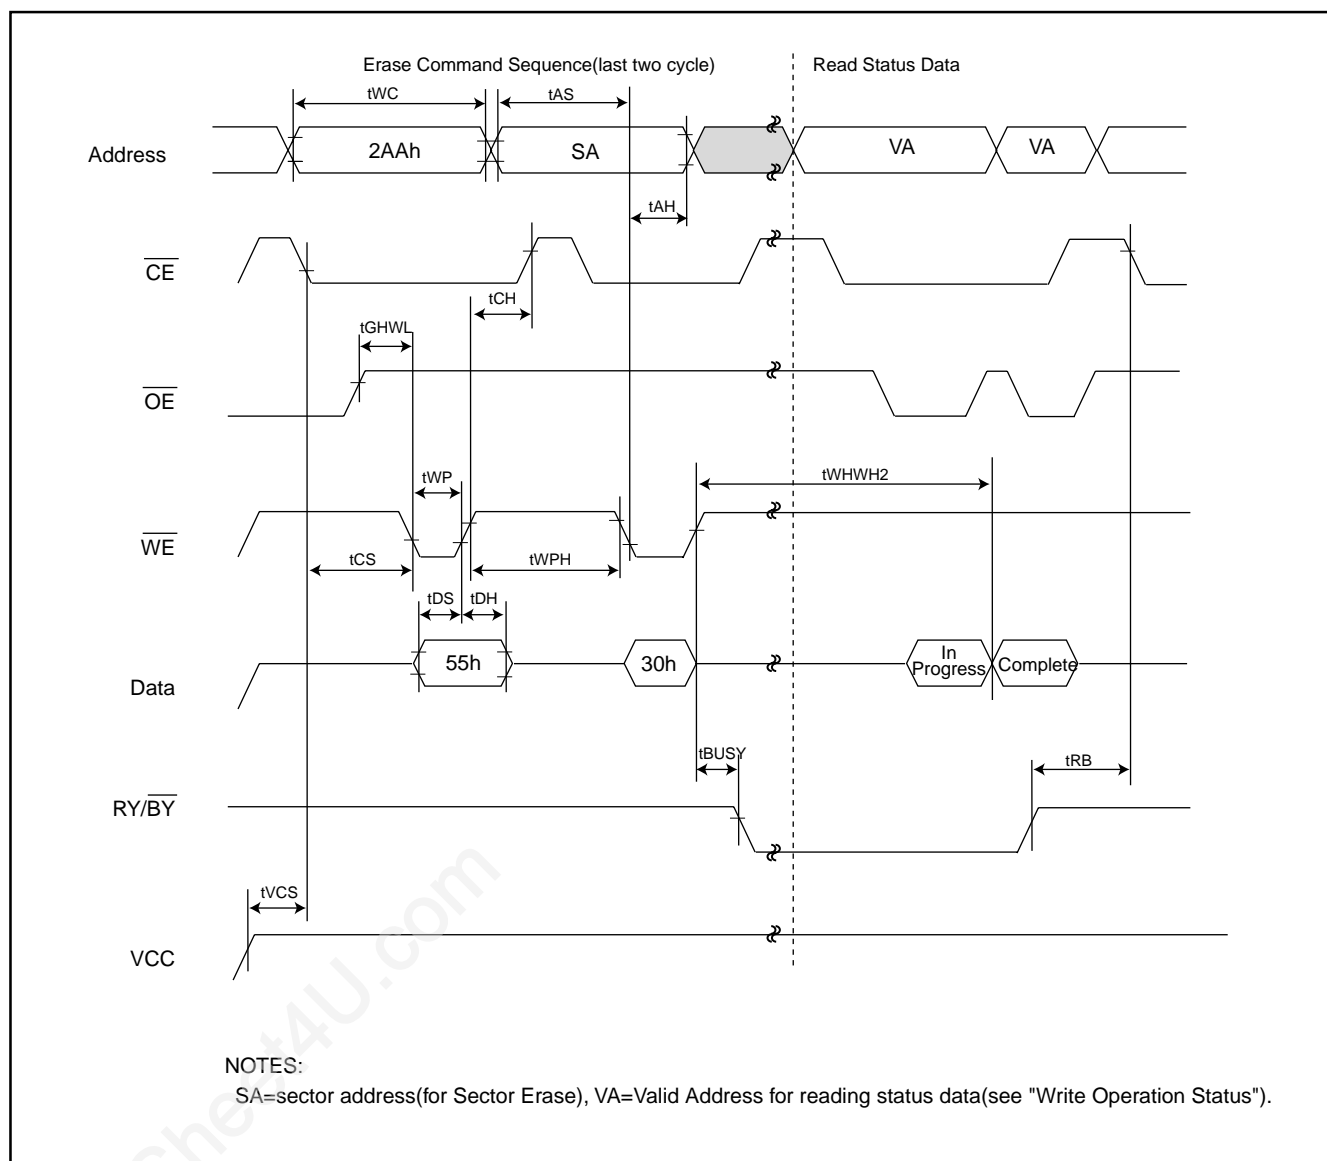 Erase Command Sequence(last two cycle)
Read Status Data
tWC
tAS
Address
2AAh
SA
VA
VA
tAH
CE
tCH
tGHWL
OE
tWP
tWHWH2
WE
tCS
tWPH
tDS
tDH
Data
55h
30h
In
Progress
Complete
tBUSY
tRB
RY/BY
tVCS
VCC
NOTES:
SA=sector address(for Sector Erase), VA=Valid Address for reading status data(see "Write Operation Status").
Sheet4U.com